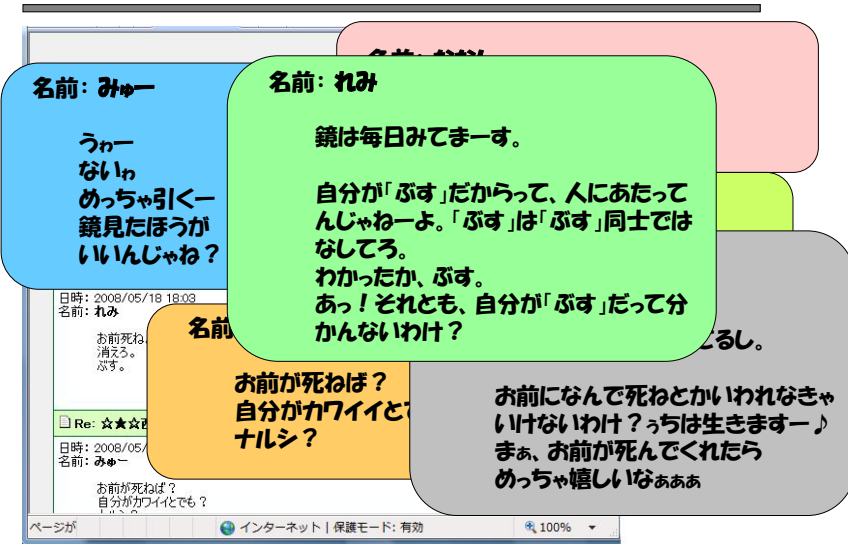 名前: みゅー
うゎー
ないゎ
めっちゃ引くー
鏡見たほうが
いいんじゃね？
名前: れみ
鏡は毎日みてまーす。
自分が「ぶす」だからって、人にあたって
んじゃねーよ。「ぶす」は「ぶす」同士では
なしてろ。
わかったか、ぶす。
あっ！それとも、自分が「ぶす」だって分
かんないわけ？
日時: 2008/05/18 18:03
名前: れみ
お前死ね
消えろ。
ぶす。
Re: ☆★☆
日時: 2008/05/
名前: みゅー
お前が死ねば？
自分がカワイイとでも？
名前
お前が死ねば？
自分がカワイイと
ナルシ？
るし。
お前になんで死ねとかいわれなきゃ
いけないわけ？ぅちは生きますー♪
まぁ、お前が死んでくれたら
めっちゃ嬉しいなぁぁぁ
ページが
インターネット | 保護モード: 有効
100%